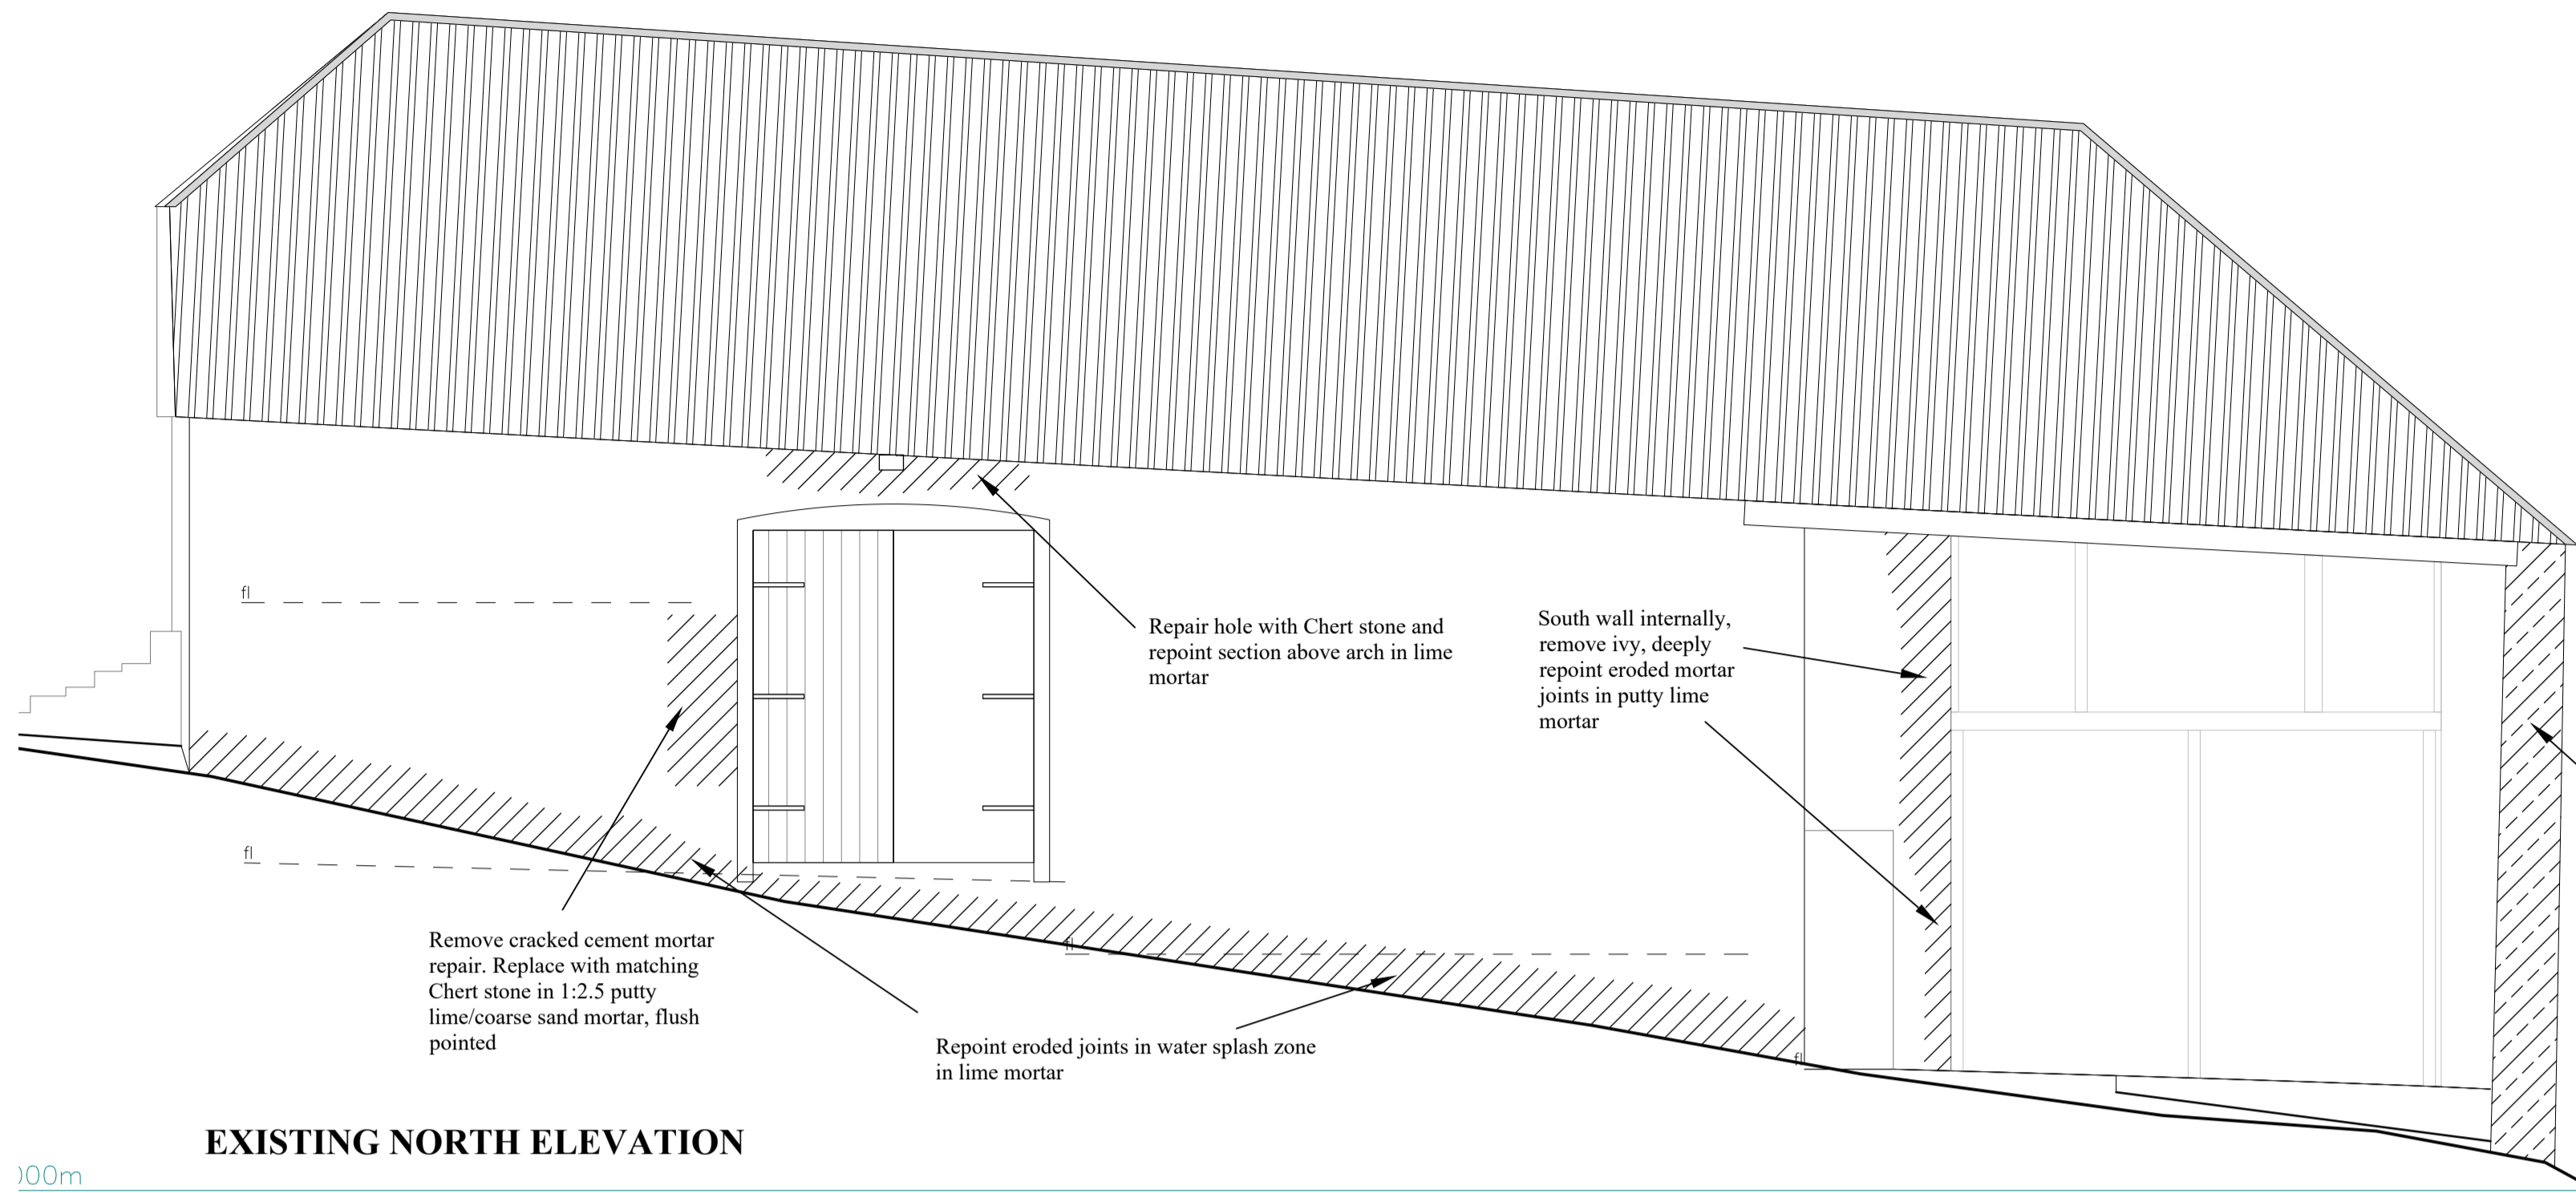 fl
Repair hole with Chert stone and
repoint section above arch in lime
mortar
South wall internally,
remove ivy, deeply
repoint eroded mortar
joints in putty lime
mortar
fl
fl
fl
Remove cracked cement mortar
repair. Replace with matching
Chert stone in 1:2.5 putty
lime/coarse sand mortar, flush
pointed
Repoint eroded joints in water splash zone
in lime mortar
EXISTING NORTH ELEVATION
00m